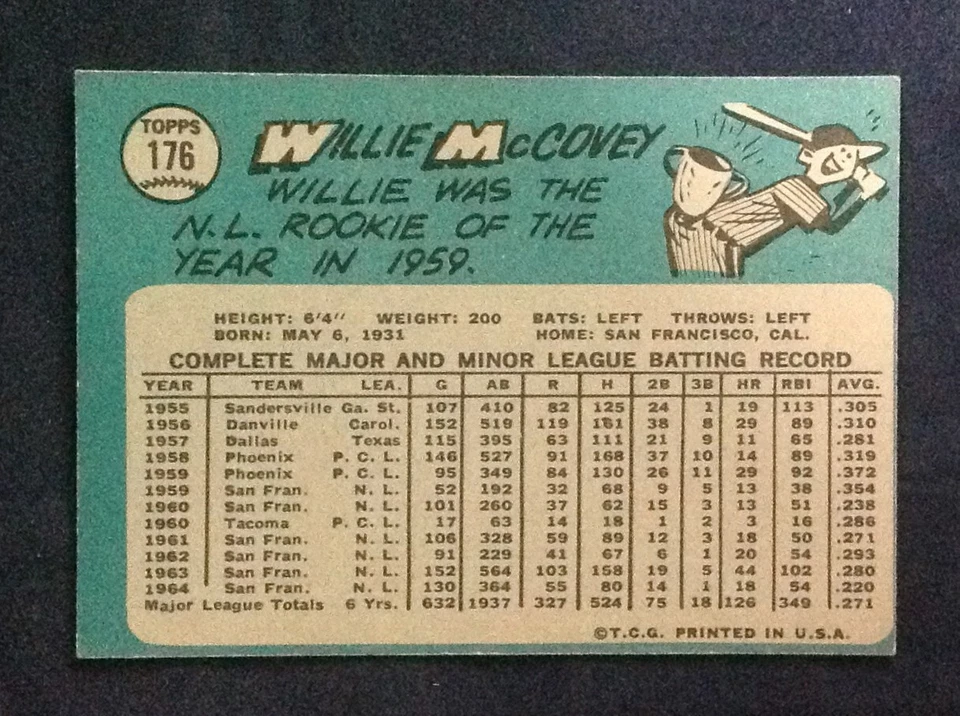 TOPPS
176
WILLIE McCOVEY
WILLIE WAS THE
N.L. ROOKIE OF THE
YEAR IN 1959.
HEIGHT: 6'4" WEIGHT: 200 BATS: LEFT THROWS: LEFT
BORN: MAY 6, 1931 HOME: SAN FRANCISCO, CAL.
COMPLETE MAJOR AND MINOR LEAGUE BATTING RECORD
YEAR TEAM LEA. G AB R H 2B 3B HR RBI AVG.
1955 Sandersville Ga. St. 107 410 82 125 24 1 19 113 .305
1956 Danville Carol. 152 519 119 161 38 8 29 89 .310
1957 Dallas Texas 115 395 63 111 21 9 11 65 .281
1958 Phoenix P. C. L. 146 527 91 168 37 10 14 89 .319
1959 Phoenix P. C. L. 95 349 84 130 26 11 29 92 .372
1959 San Fran. N. L. 52 192 32 68 9 5 13 38 .354
1960 San Fran. N. L. 101 260 37 62 15 3 13 51 .238
1960 Tacoma P. C. L. 17 63 14 18 1 2 3 16 .286
1961 San Fran. N. L. 106 328 59 89 12 3 18 50 .271
1962 San Fran. N. L. 91 229 41 67 6 1 20 54 .293
1963 San Fran. N. L. 152 564 103 158 19 5 44 102 .280
1964 San Fran. N. L. 130 364 55 80 14 1 18 54 .220
Major League Totals 6 Yrs. 632 1937 327 524 75 18 126 349 .271
©T.C.G. PRINTED IN U.S.A.